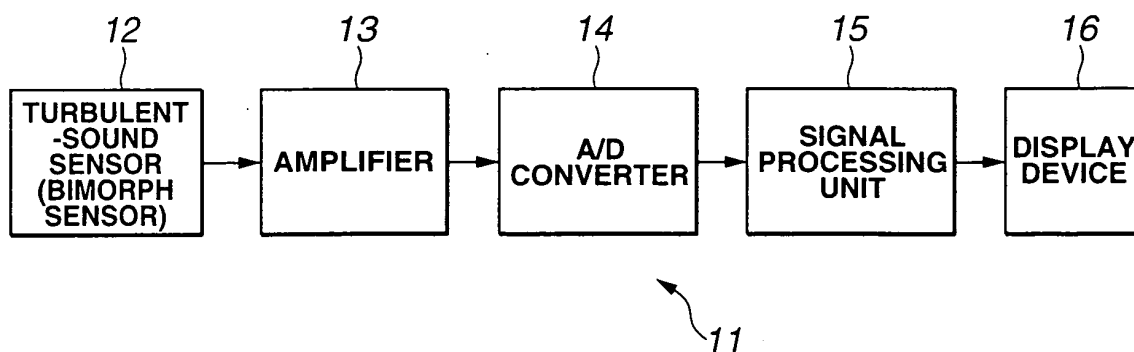 12
13
14
15
16
TURBULENT
-SOUND
SENSOR
(BIMORPH
SENSOR)
AMPLIFIER
A/D
CONVERTER
SIGNAL
PROCESSING
UNIT
DISPLAY
DEVICE
11